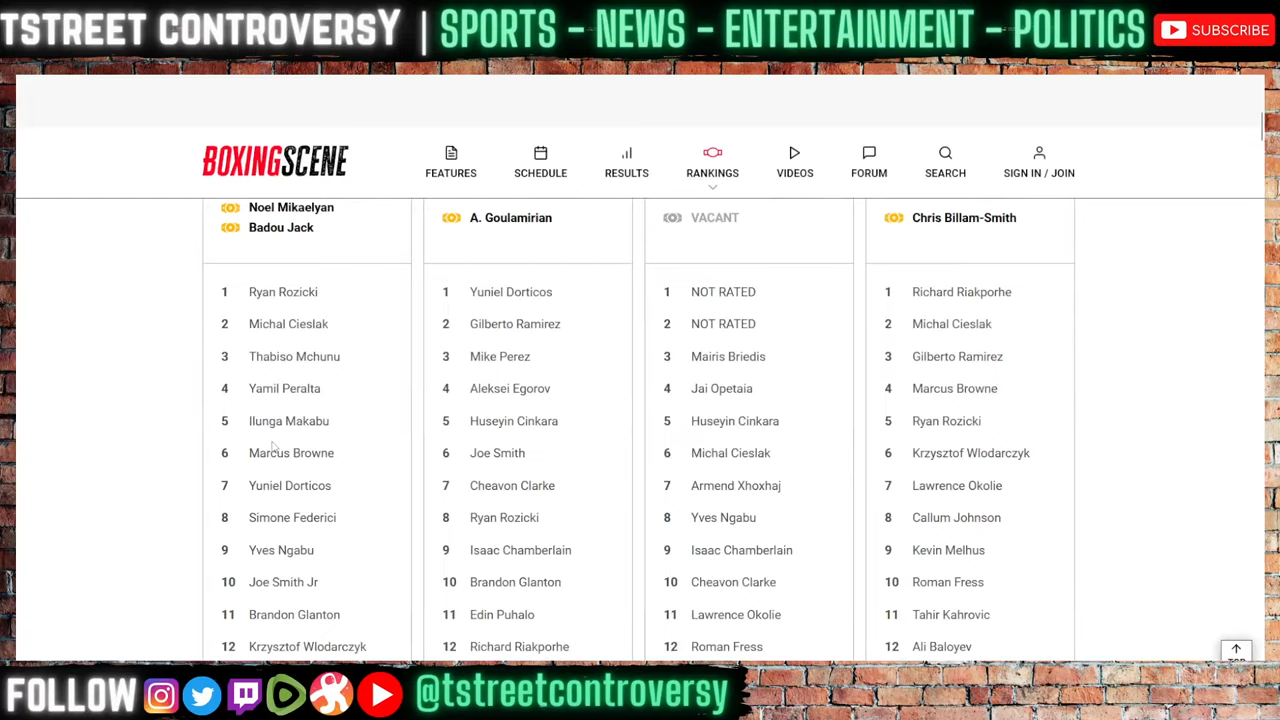 TSTREET CONTROVERSY | SPORTS - NEWS - ENTERTAINMENT - POLITICS
SUBSCRIBE
BOXINGSCENE
FEATURES
SCHEDULE
RESULTS
RANKINGS
VIDEOS
FORUM
SEARCH
SIGN IN / JOIN
Noel Mikaelyan
Badou Jack
1 Ryan Rozicki
2 Michal Cieslak
3 Thabiso Mchunu
4 Yamil Peralta
5 Ilunga Makabu
6 Marcus Browne
7 Yuniel Dorticos
8 Simone Federici
9 Yves Ngabu
10 Joe Smith Jr
11 Brandon Glanton
12 Krzysztof Wlodarczyk
A. Goulamirian
1 Yuniel Dorticos
2 Gilberto Ramirez
3 Mike Perez
4 Aleksei Egorov
5 Huseyin Cinkara
6 Joe Smith
7 Cheavon Clarke
8 Ryan Rozicki
9 Isaac Chamberlain
10 Brandon Glanton
11 Edin Puhalo
12 Richard Riakporhe
VACANT
1 NOT RATED
2 NOT RATED
3 Mairis Briedis
4 Jai Opetaia
5 Huseyin Cinkara
6 Michal Cieslak
7 Armend Xhoxhaj
8 Yves Ngabu
9 Isaac Chamberlain
10 Cheavon Clarke
11 Lawrence Okolie
12 Roman Fress
Chris Billam-Smith
1 Richard Riakporhe
2 Michal Cieslak
3 Gilberto Ramirez
4 Marcus Browne
5 Ryan Rozicki
6 Krzysztof Wlodarczyk
7 Lawrence Okolie
8 Callum Johnson
9 Kevin Melhus
10 Roman Fress
11 Tahir Kahrovic
12 Ali Baloyev
FOLLOW @tstreetcontroversy